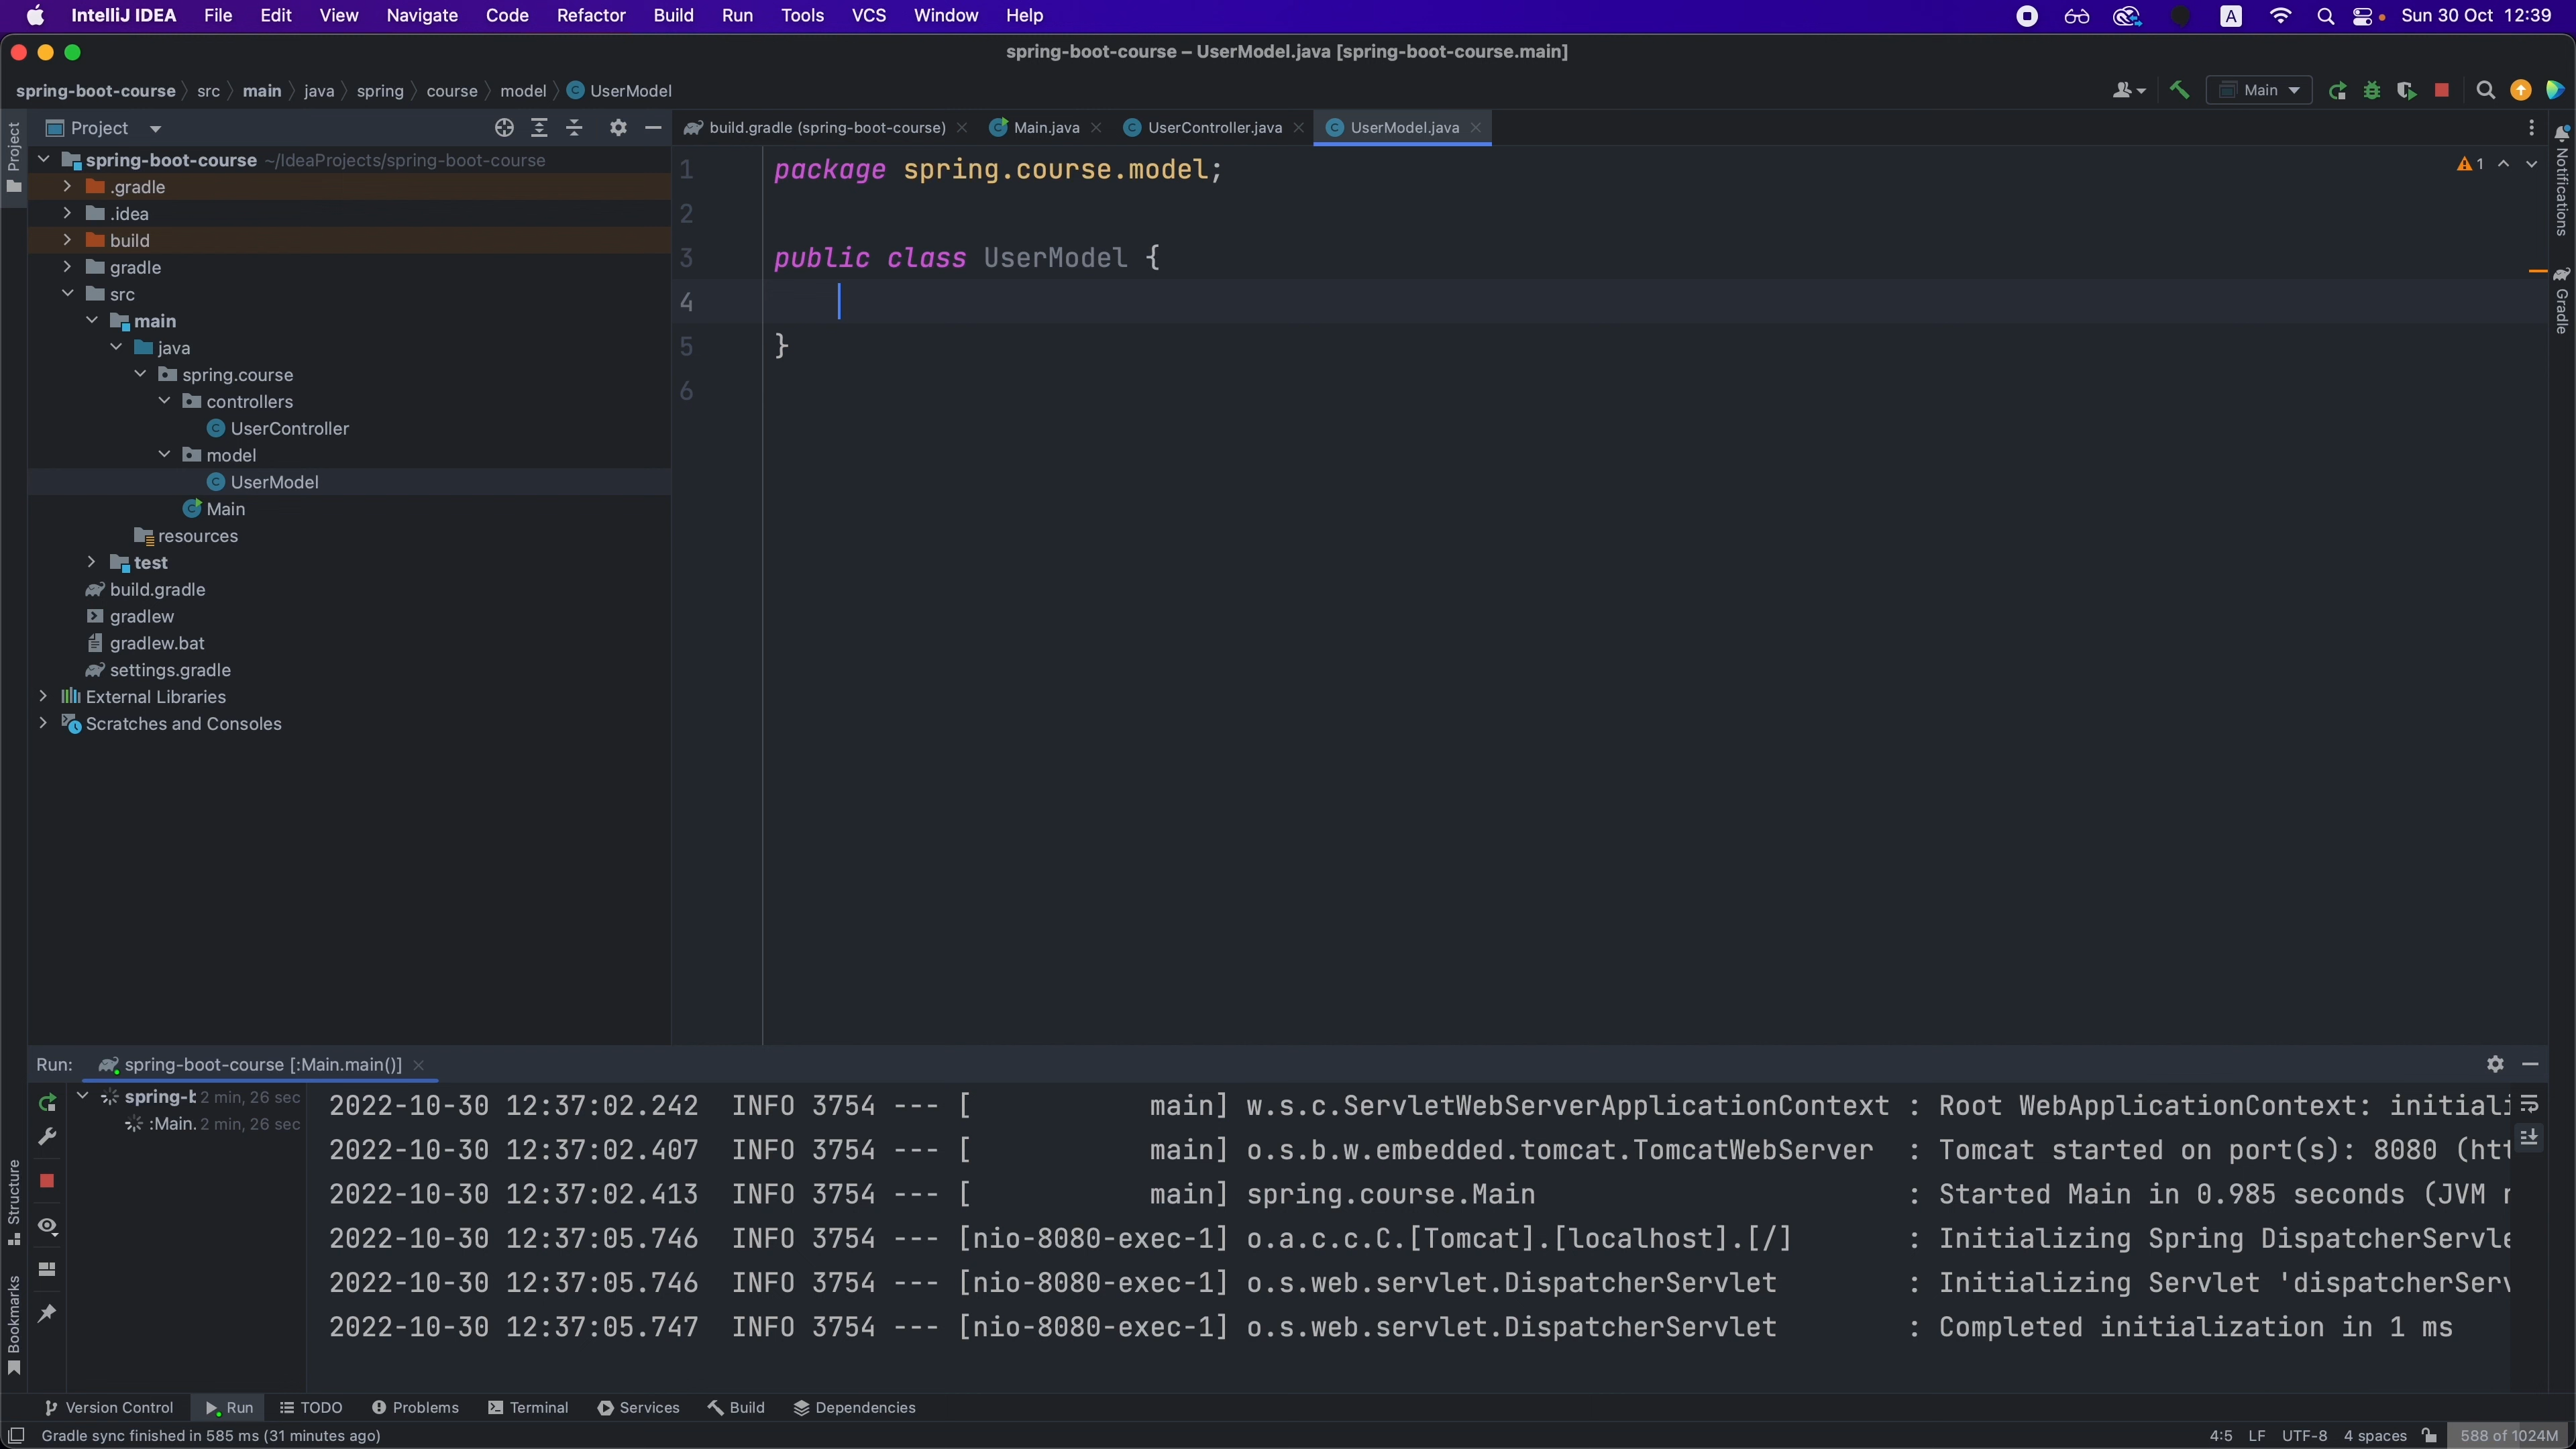 IntelliJ IDEA File Edit View Navigate Code Refactor Build Run Tools VCS Window Help A Sun 30 Oct 12:39
spring-boot-course – UserModel.java [spring-boot-course.main]
spring-boot-course src main java spring course model UserModel Main
Project
Project
build.gradle (spring-boot-course) Main.java UserController.java UserModel.java
Notifications
Gradle
spring-boot-course ~/IdeaProjects/spring-boot-course
.gradle
.idea
build
gradle
src
main
java
spring.course
controllers
UserController
model
UserModel
Main
resources
test
build.gradle
gradlew
gradlew.bat
settings.gradle
External Libraries
Scratches and Consoles
1 package spring.course.model;
2
3 public class UserModel {
4
5 }
6
1
Run: spring-boot-course [:Main.main()]
spring-t 2 min, 26 sec
:Main. 2 min, 26 sec
2022-10-30 12:37:02.242 INFO 3754 --- [ main] w.s.c.ServletWebServerApplicationContext : Root WebApplicationContext: initiali
2022-10-30 12:37:02.407 INFO 3754 --- [ main] o.s.b.w.embedded.tomcat.TomcatWebServer : Tomcat started on port(s): 8080 (htt
2022-10-30 12:37:02.413 INFO 3754 --- [ main] spring.course.Main : Started Main in 0.985 seconds (JVM r
2022-10-30 12:37:05.746 INFO 3754 --- [nio-8080-exec-1] o.a.c.c.C.[Tomcat].[localhost].[/] : Initializing Spring DispatcherServle
2022-10-30 12:37:05.746 INFO 3754 --- [nio-8080-exec-1] o.s.web.servlet.DispatcherServlet : Initializing Servlet 'dispatcherServ
2022-10-30 12:37:05.747 INFO 3754 --- [nio-8080-exec-1] o.s.web.servlet.DispatcherServlet : Completed initialization in 1 ms
Structure
Bookmarks
Version Control Run TODO Problems Terminal Services Build Dependencies
Gradle sync finished in 585 ms (31 minutes ago) 4:5 LF UTF-8 4 spaces 588 of 1024M